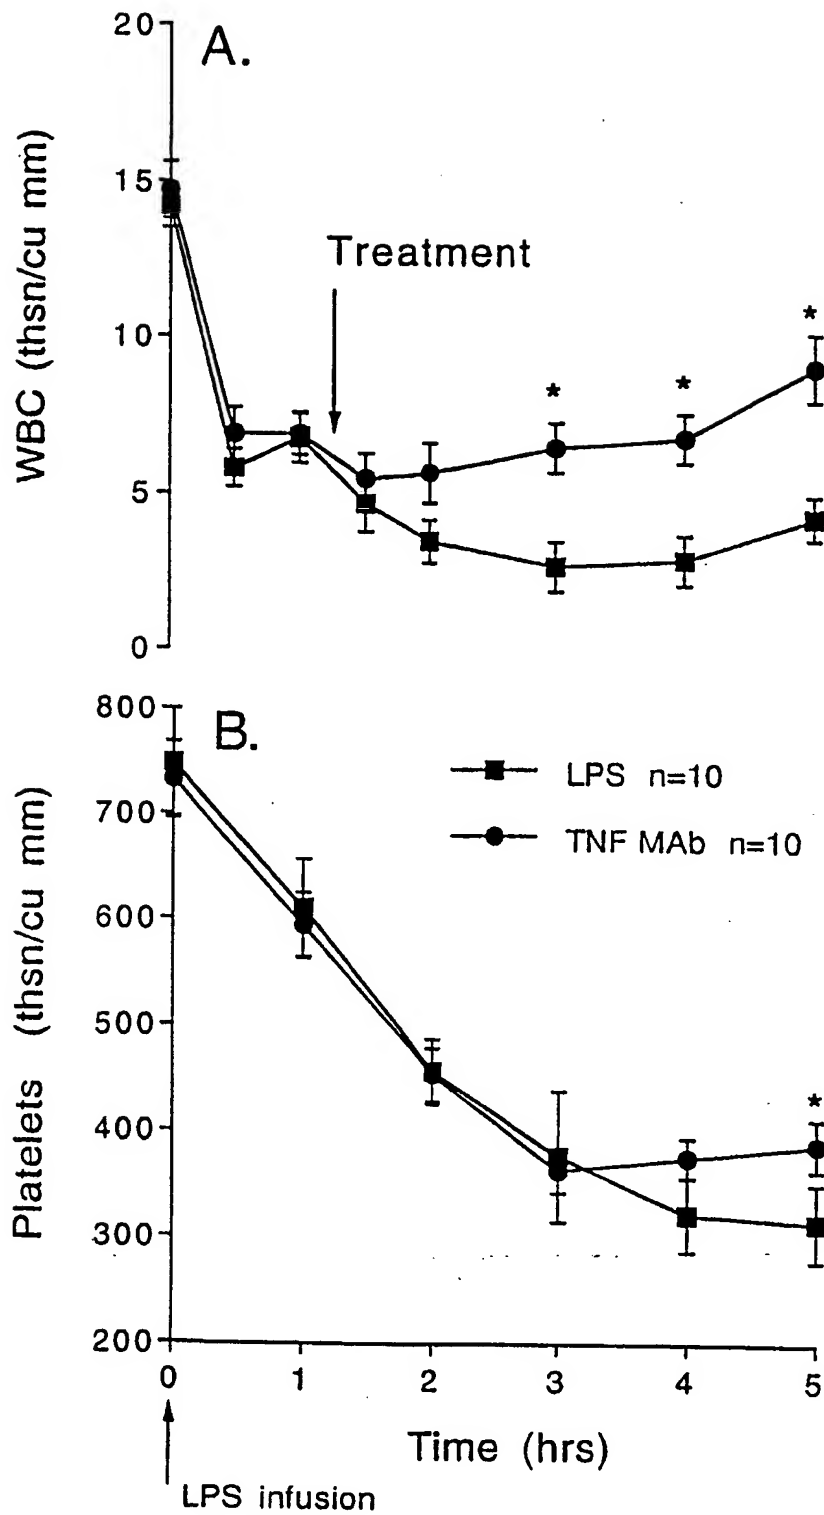 A.
20
15
10
5
0
WBC (thsn/cu mm)
Treatment
*
*
*
B.
800
700
600
500
400
300
200
Platelets (thsn/cu mm)
LPS n=10
TNF MAb n=10
*
0 1 2 3 4 5
Time (hrs)
LPS infusion